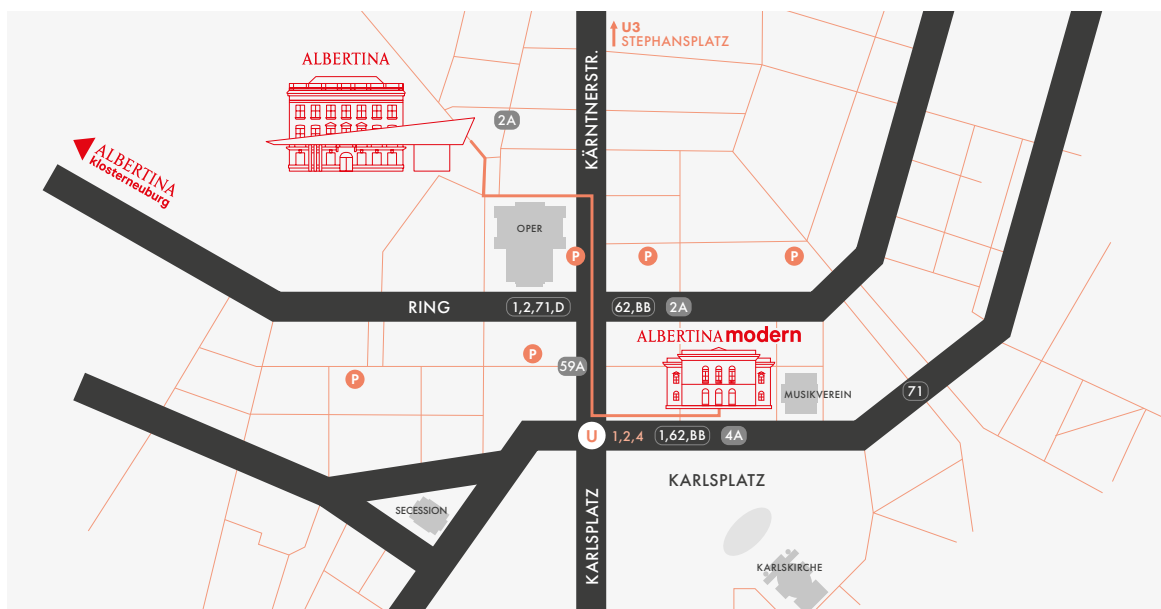 U3
STEPHANSPLATZ
ALBERTINA
KÄRNTNERSTR.
2A
ALBERTINA
klosterneuburg
OPER
P
P
P
RING
1,2,71,D
62,BB
2A
ALBERTINA modern
P
59A
P
MUSIKVEREIN
71
U
1,2,4
1,62,BB
4A
KARLSPLATZ
SECESSION
KARLSPLATZ
KARLSKIRCHE